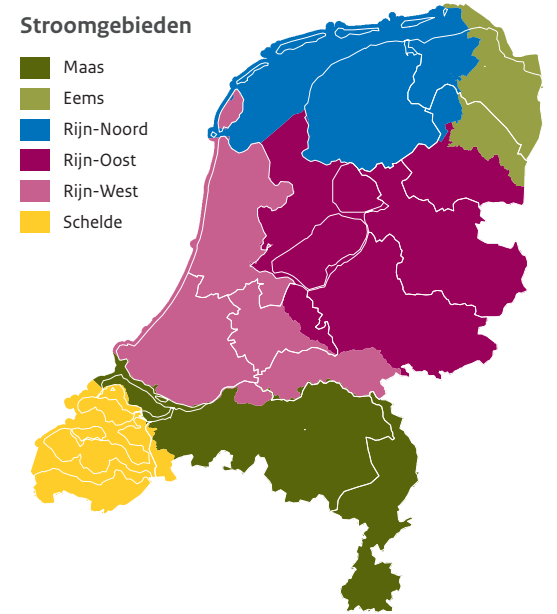 Stroomgebieden
Maas
Eems
Rijn-Noord
Rijn-Oost
Rijn-West
Schelde